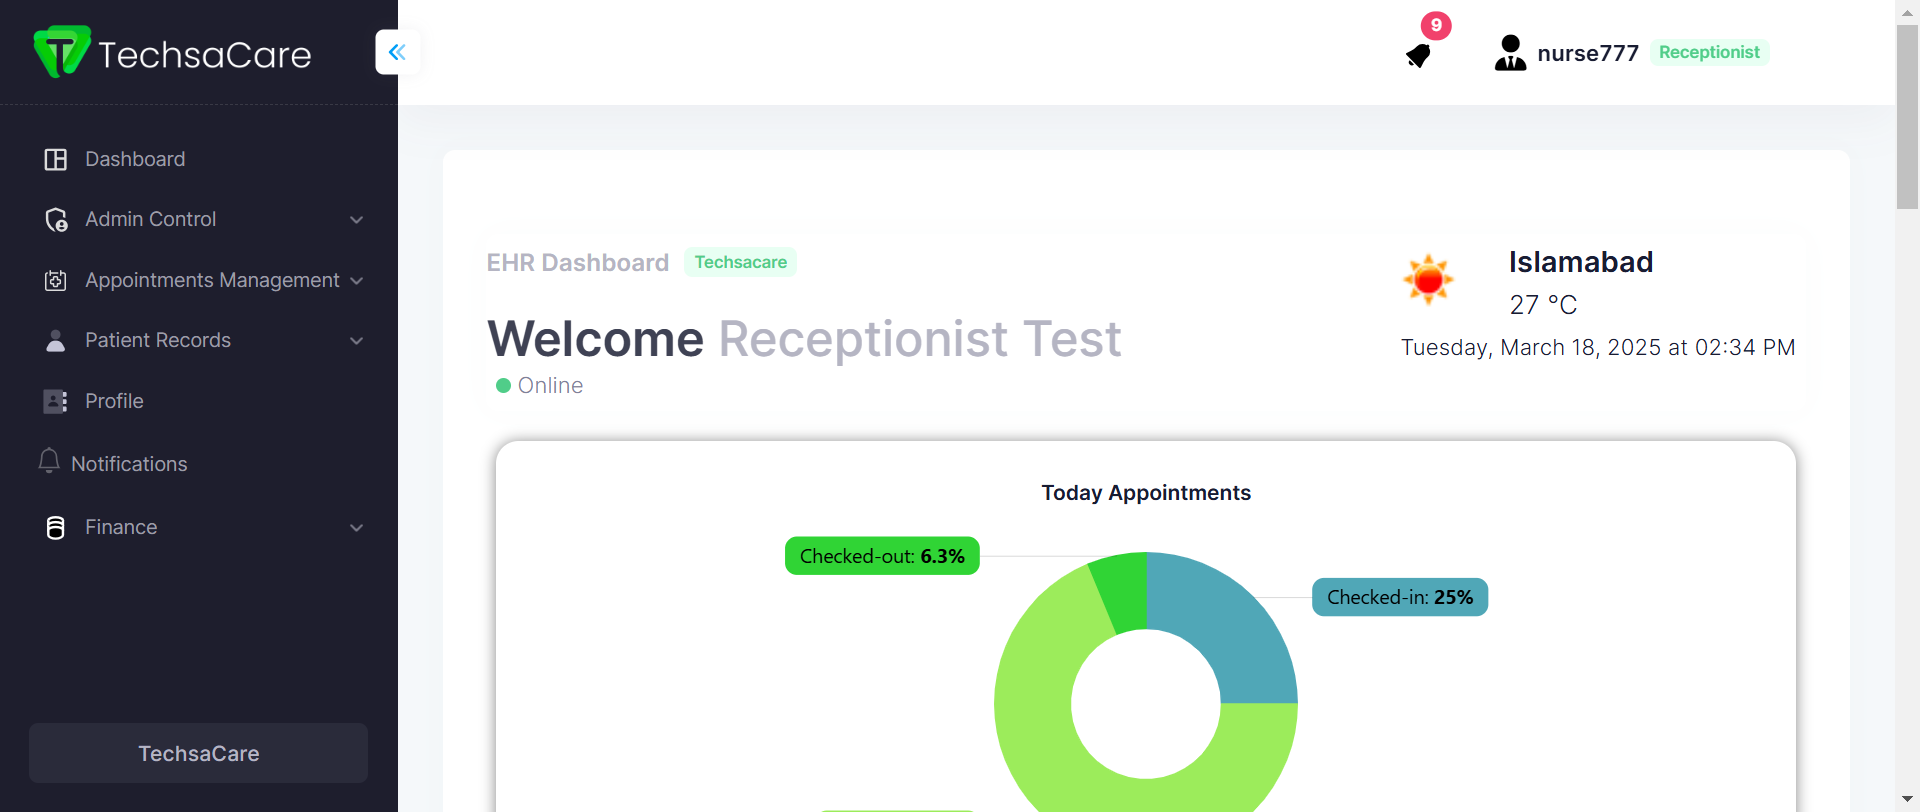 TechsaCare
9
nurse777 Receptionist
Dashboard
Admin Control
Appointments Management
Patient Records
Profile
Notifications
Finance
TechsaCare
EHR Dashboard Techsacare
Welcome Receptionist Test
Online
Islamabad
27 °C
Tuesday, March 18, 2025 at 02:34 PM
Today Appointments
Checked-out: 6.3%
Checked-in: 25%